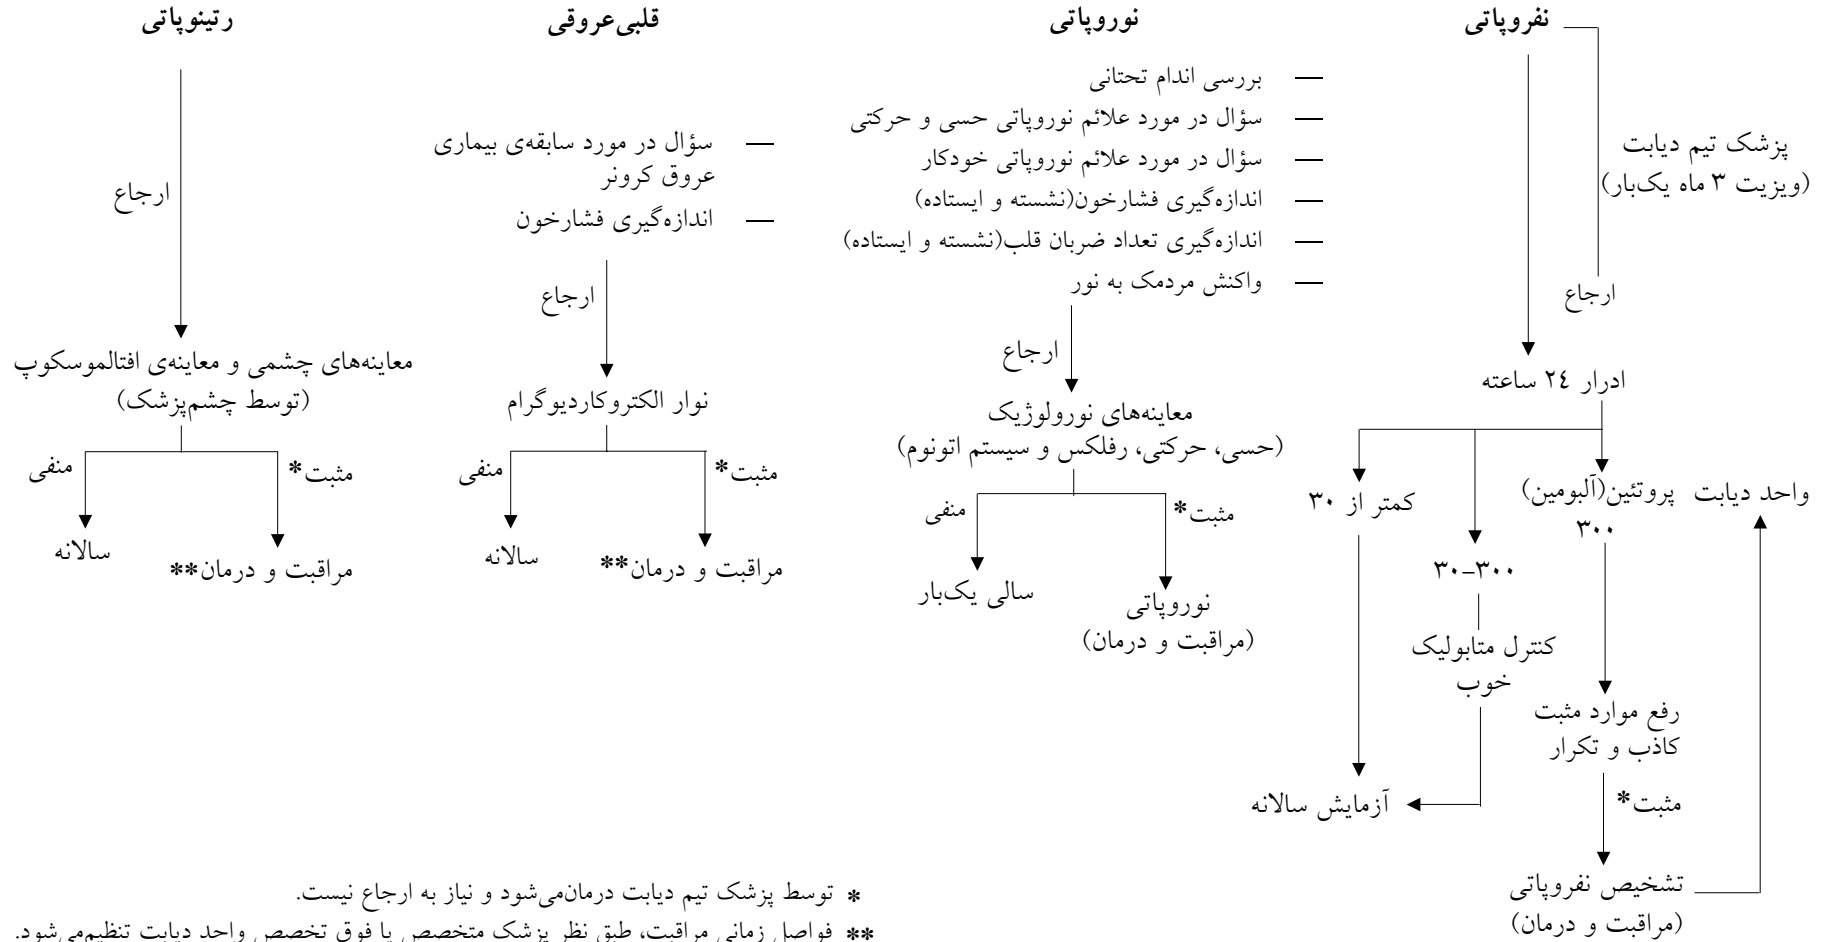 نفروپاتی
پزشک تیم دیابت
(ویزیت ۳ ماه یک‌بار)
ارجاع
ادرار ۲٤ ساعته
واحد دیابت
پروتئین(آلبومین)
۳۰۰
۳۰–۳۰۰
کمتر از ۳۰
کنترل متابولیک
خوب
رفع موارد مثبت
کاذب و تکرار
مثبت*
آزمایش سالانه
تشخیص نفروپاتی
(مراقبت و درمان)
نوروپاتی
— بررسی اندام تحتانی
— سؤال در مورد علائم نوروپاتی حسی و حرکتی
— سؤال در مورد علائم نوروپاتی خودکار
— اندازه‌گیری فشارخون(نشسته و ایستاده)
— اندازه‌گیری تعداد ضربان قلب(نشسته و ایستاده)
— واکنش مردمک به نور
ارجاع
معاینه‌های نورولوژیک
(حسی، حرکتی، رفلکس و سیستم اتونوم)
مثبت*
منفی
نوروپاتی
(مراقبت و درمان)
سالی یک‌بار
قلبی‌عروقی
— سؤال در مورد سابقه‌ی بیماری
عروق کرونر
— اندازه‌گیری فشارخون
ارجاع
نوار الکتروکاردیوگرام
مثبت*
منفی
مراقبت و درمان**
سالانه
رتینوپاتی
ارجاع
معاینه‌های چشمی و معاینه‌ی افتالموسکوپ
(توسط چشم‌پزشک)
مثبت*
منفی
مراقبت و درمان**
سالانه
* توسط پزشک تیم دیابت درمان‌می‌شود و نیاز به ارجاع نیست.
** فواصل زمانی مراقبت، طبق نظر پزشک متخصص یا فوق تخصص واحد دیابت تنظیم‌می‌شود.